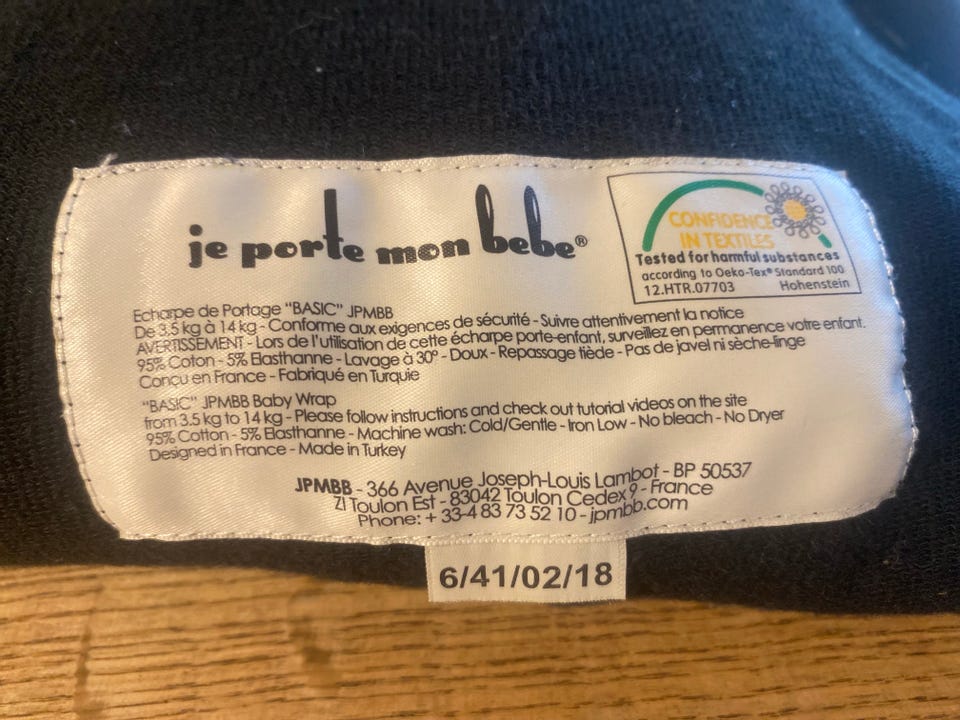 je porte mon bebe®
CONFIDENCE
IN TEXTILES
Tested for harmful substances
according to Oeko-Tex® Standard 100
12.HTR.07703 Hohenstein
Echarpe de Portage "BASIC" JPMBB
De 3.5 kg à 14 kg - Conforme aux exigences de sécurité - Suivre attentivement la notice
AVERTISSEMENT - Lors de l'utilisation de cette écharpe porte-enfant, surveillez en permanence votre enfant.
95% Coton - 5% Elasthanne - Lavage à 30° - Doux - Repassage tiède - Pas de javel ni sèche-linge
Conçu en France - Fabriqué en Turquie
"BASIC" JPMBB Baby Wrap
from 3.5 kg to 14 kg - Please follow instructions and check out tutorial videos on the site
95% Cotton - 5% Elasthanne - Machine wash: Cold/Gentle - Iron Low - No bleach - No Dryer
Designed in France - Made in Turkey
JPMBB - 366 Avenue Joseph-Louis Lambot - BP 50537
ZI Toulon Est - 83042 Toulon Cedex 9 - France
Phone: + 33-4 83 73 52 10 - jpmbb.com
6/41/02/18